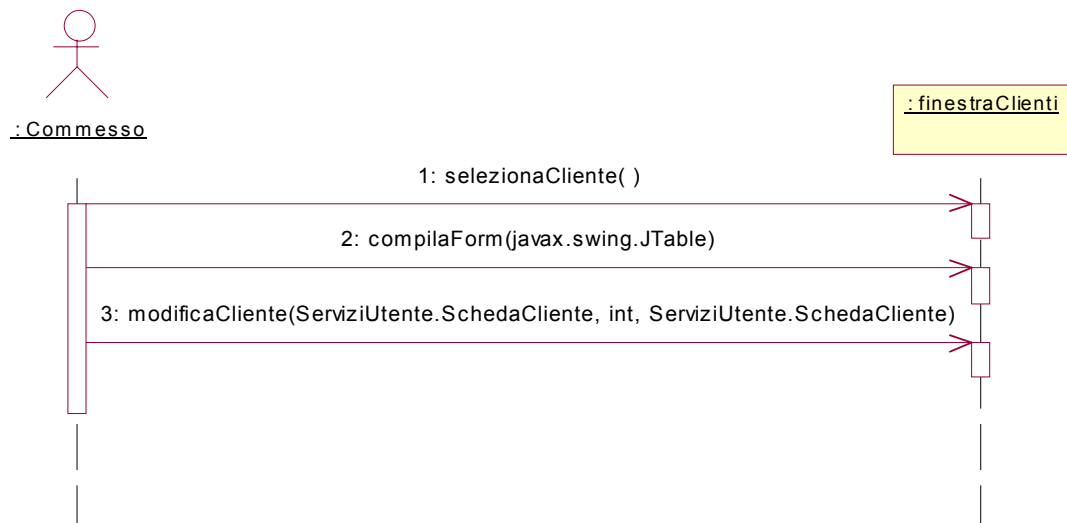 : Commesso
: finestraClienti
1: selezionaCliente( )
2: compilaForm(javax.swing.JTable)
3: modificaCliente(ServiziUtente.SchedaCliente, int, ServiziUtente.SchedaCliente)